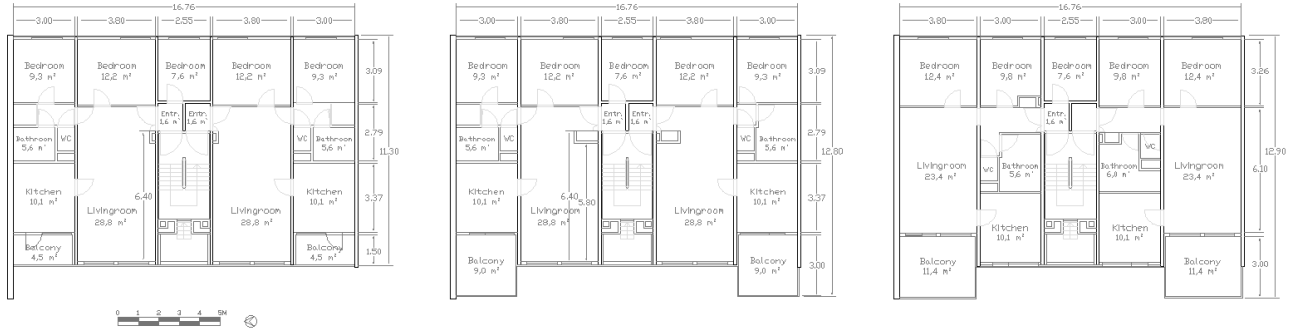 16.76
3.00 3.80 2.55 3.80 3.00
Bedroom Bedroom Bedroom Bedroom Bedroom
9,3 m² 12,2 m² 7,6 m² 12,2 m² 9,3 m²
3.09
Entr. Entr.
1,6 m² 1,6 m²
Bathroom WC WC Bathroom
5,6 m² 5,6 m²
2.79
11.30
6.40
Kitchen Kitchen
10,1 m² 10,1 m²
3.37
Livingroom Livingroom
28,8 m² 28,8 m²
Balcony Balcony
4,5 m² 4,5 m²
1.50
0 1 2 3 4 5M
16.76
3.00 3.80 2.55 3.80 3.00
Bedroom Bedroom Bedroom Bedroom Bedroom
9,3 m² 12,2 m² 7,6 m² 12,2 m² 9,3 m²
3.09
Entr. Entr.
1,6 m² 1,6 m²
Bathroom WC WC Bathroom
5,6 m² 5,6 m²
2.79
12.80
6.40 5.80
Kitchen Kitchen
10,1 m² 10,1 m²
3.37
Livingroom Livingroom
28,8 m² 28,8 m²
Balcony Balcony
9,0 m² 9,0 m²
3.00
16.76
3.80 3.00 2.55 3.00 3.80
Bedroom Bedroom Bedroom Bedroom Bedroom
12,4 m² 9,8 m² 7,6 m² 9,8 m² 12,4 m²
3.26
Entr.
1,6 m²
WC
12.90
Livingroom Bathroom Bathroom Livingroom
23,4 m² WC 5,6 m² 6,0 m² 23,4 m²
6.10
Kitchen Kitchen
10,1 m² 10,1 m²
Balcony Balcony
11,4 m² 11,4 m²
3.00